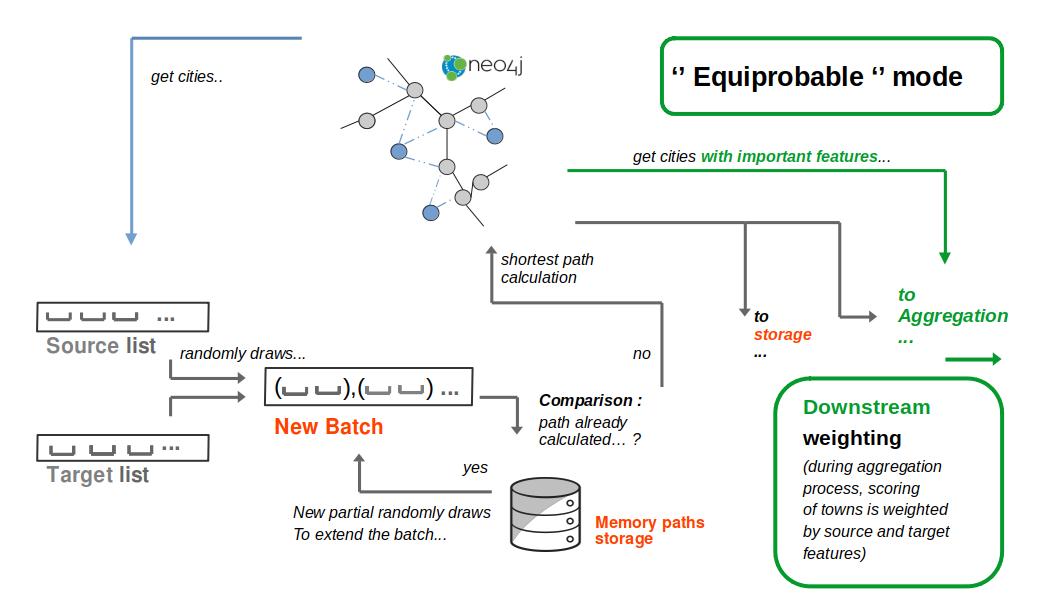 get cities..
neo4j
‘’ Equiprobable ‘’ mode
get cities with important features...
shortest path
calculation
to
storage
...
to
Aggregation
...
...
Source list
randomly draws...
no
( ),( ) ...
New Batch
Comparison :
path already
calculated… ?
...
Target list
yes
New partial randomly draws
To extend the batch...
Memory paths
storage
Downstream
weighting
(during aggregation
process, scoring
of towns is weighted
by source and target
features)